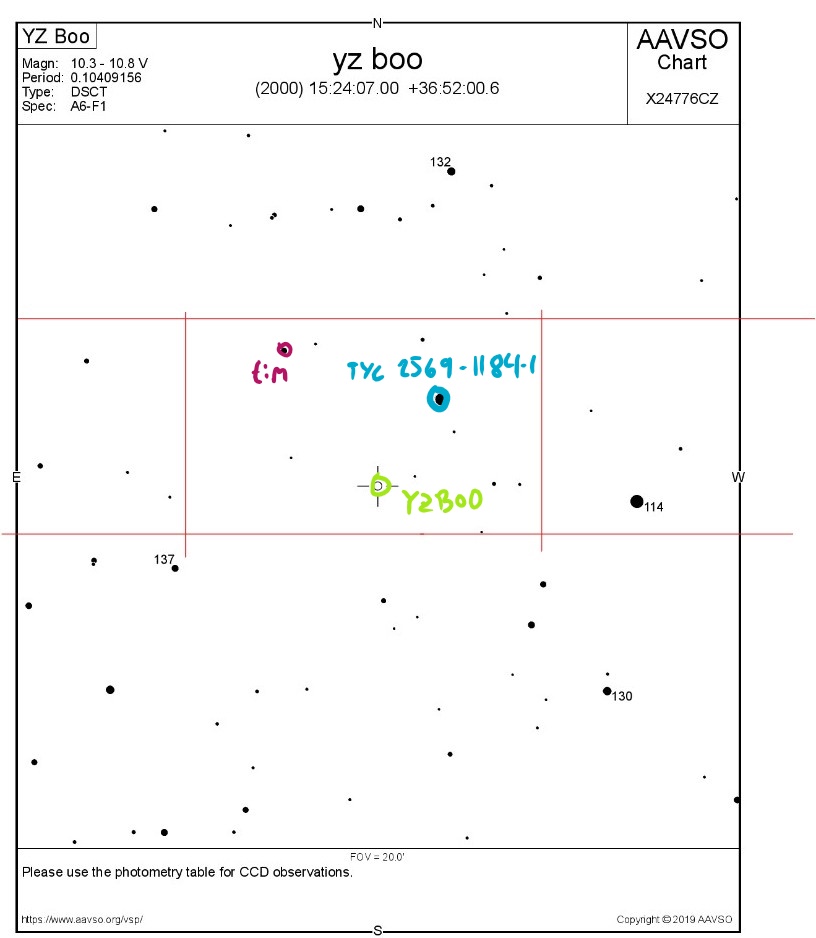 N
YZ Boo
Magn: 10.3 - 10.8 V
Period: 0.10409156
Type: DSCT
Spec: A6-F1
yz boo
(2000) 15:24:07.00 +36:52:00.6
AAVSO
Chart
X24776CZ
132
tim
TYC 2569-1184-1
E
W
YZBOO
114
137
130
FOV = 20.0'
Please use the photometry table for CCD observations.
https://www.aavso.org/vsp/
Copyright © 2019 AAVSO
S